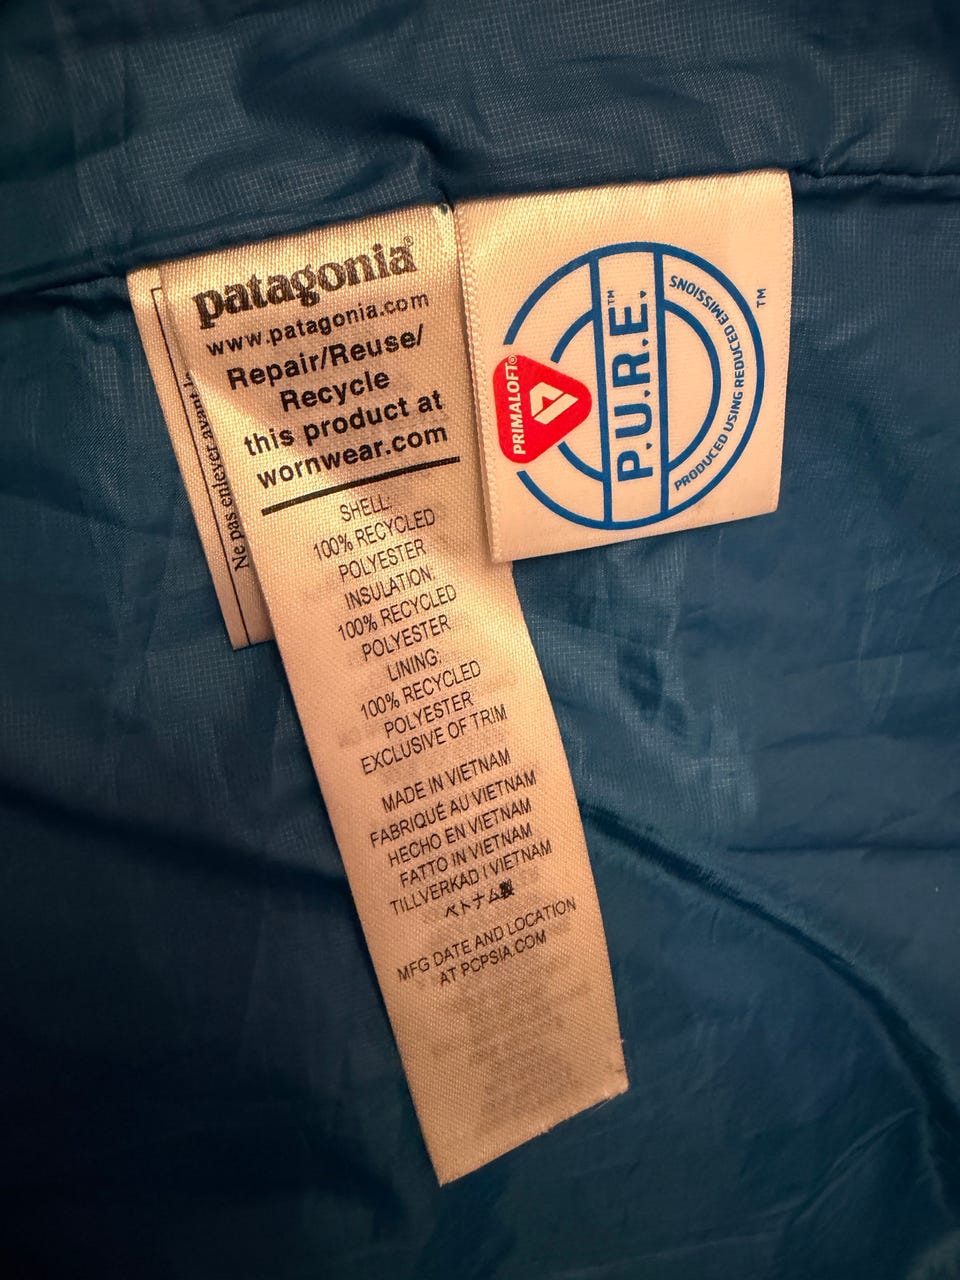 patagonia®
www.patagonia.com
Repair/Reuse/
Recycle
this product at
wornwear.com
SHELL:
100% RECYCLED
POLYESTER
INSULATION:
100% RECYCLED
POLYESTER
LINING:
100% RECYCLED
POLYESTER
EXCLUSIVE OF TRIM
MADE IN VIETNAM
FABRIQUÉ AU VIETNAM
HECHO EN VIETNAM
FATTO IN VIETNAM
TILLVERKAD I VIETNAM
ベトナム製
MFG DATE AND LOCATION
AT PCPSIA.COM
Ne pas enlever avant
PRIMALOFT®
P.U.R.E.™
PRODUCED USING REDUCED EMISSIONS
TM